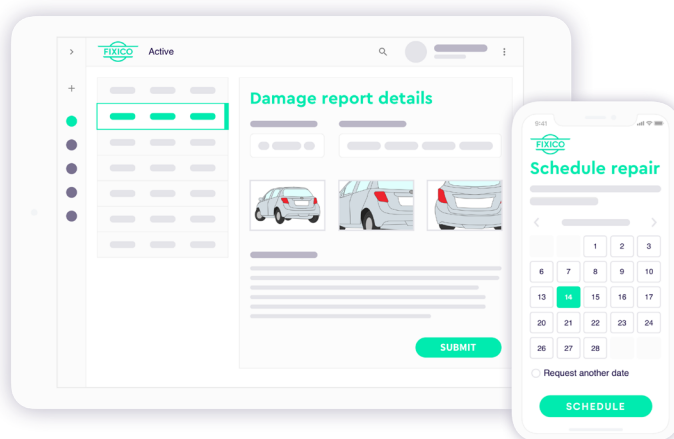 FIXICO Active
Damage report details
SUBMIT
9:41
FIXICO
Schedule repair
1 2 3
6 7 8 9 10
13 14 15 16 17
20 21 22 23 24
26 27 28
Request another date
SCHEDULE